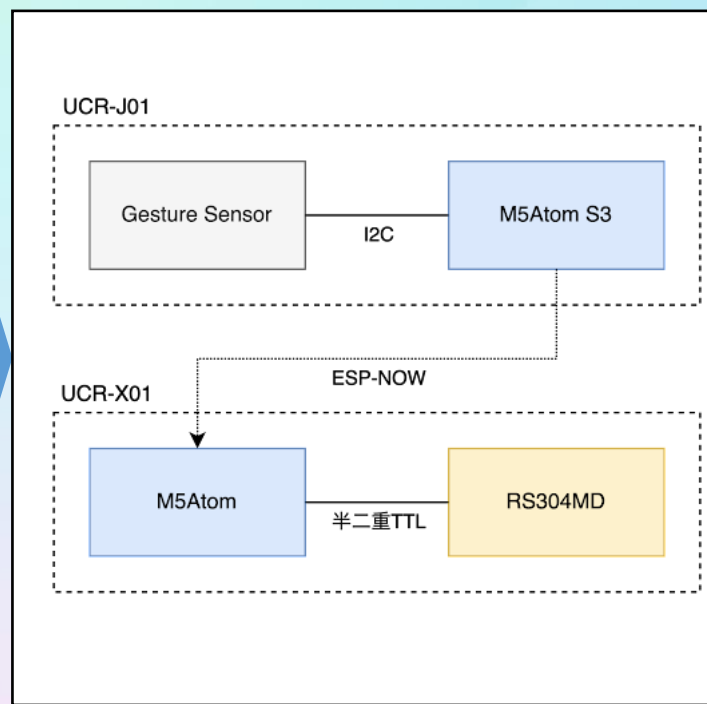 UCR-J01
Gesture Sensor
I2C
M5Atom S3
ESP-NOW
UCR-X01
M5Atom
半二重TTL
RS304MD